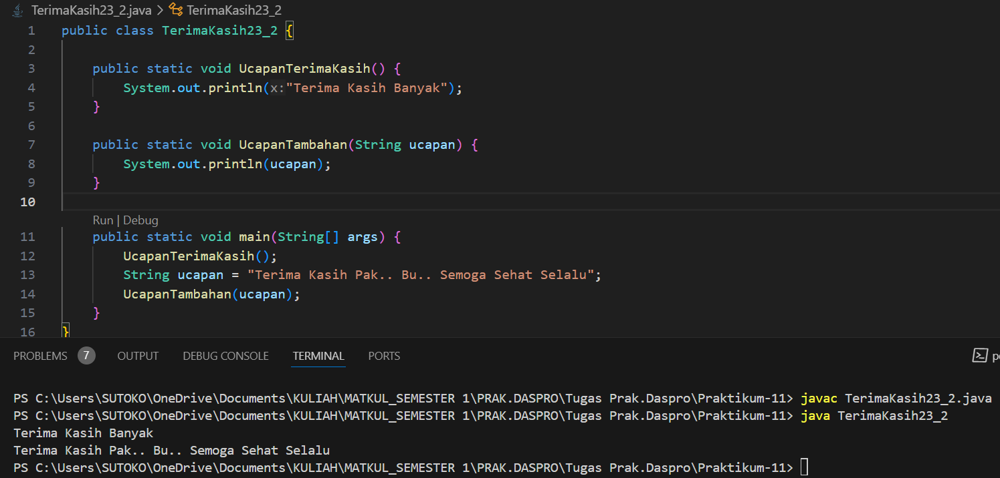 TerimaKasih23_2.java > TerimaKasih23_2
1 public class TerimaKasih23_2 {
2
3 public static void UcapanTerimaKasih() {
4 System.out.println(x:"Terima Kasih Banyak");
5 }
6
7 public static void UcapanTambahan(String ucapan) {
8 System.out.println(ucapan);
9 }
10
Run | Debug
11 public static void main(String[] args) {
12 UcapanTerimaKasih();
13 String ucapan = "Terima Kasih Pak.. Bu.. Semoga Sehat Selalu";
14 UcapanTambahan(ucapan);
15 }
16 }
PROBLEMS 7 OUTPUT DEBUG CONSOLE TERMINAL PORTS
PS C:\Users\SUTOKO\OneDrive\Documents\KULIAH\MATKUL_SEMESTER 1\PRAK.DASPRO\Tugas Prak.Daspro\Praktikum-11> javac TerimaKasih23_2.java
PS C:\Users\SUTOKO\OneDrive\Documents\KULIAH\MATKUL_SEMESTER 1\PRAK.DASPRO\Tugas Prak.Daspro\Praktikum-11> java TerimaKasih23_2
Terima Kasih Banyak
Terima Kasih Pak.. Bu.. Semoga Sehat Selalu
PS C:\Users\SUTOKO\OneDrive\Documents\KULIAH\MATKUL_SEMESTER 1\PRAK.DASPRO\Tugas Prak.Daspro\Praktikum-11>